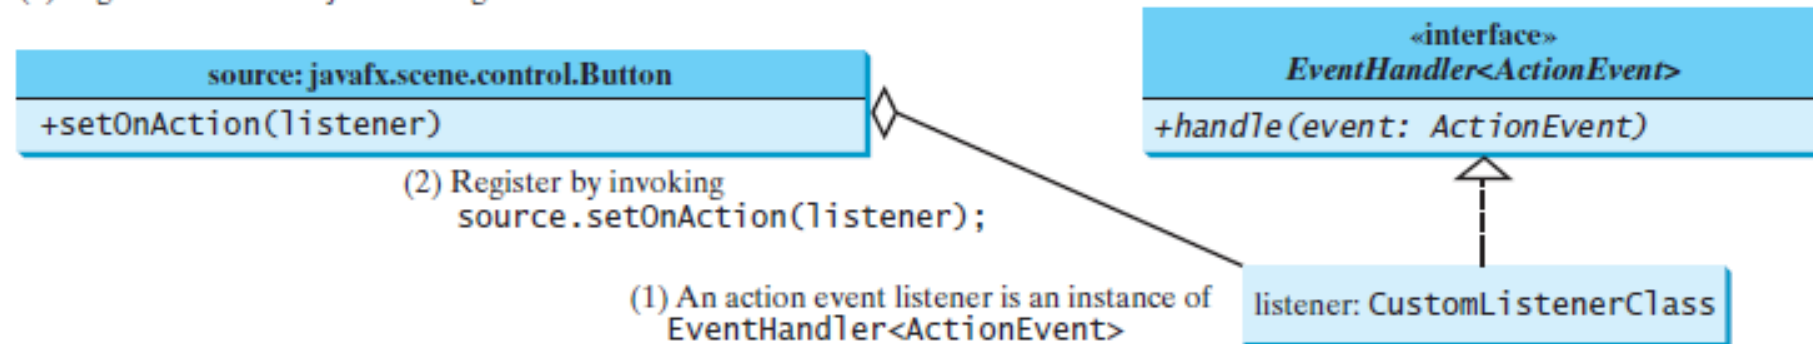 source: javafx.scene.control.Button
+setOnAction(listener)
«interface»
EventHandler<ActionEvent>
+handle(event: ActionEvent)
(2) Register by invoking
source.setOnAction(listener);
(1) An action event listener is an instance of
EventHandler<ActionEvent>
listener: CustomListenerClass